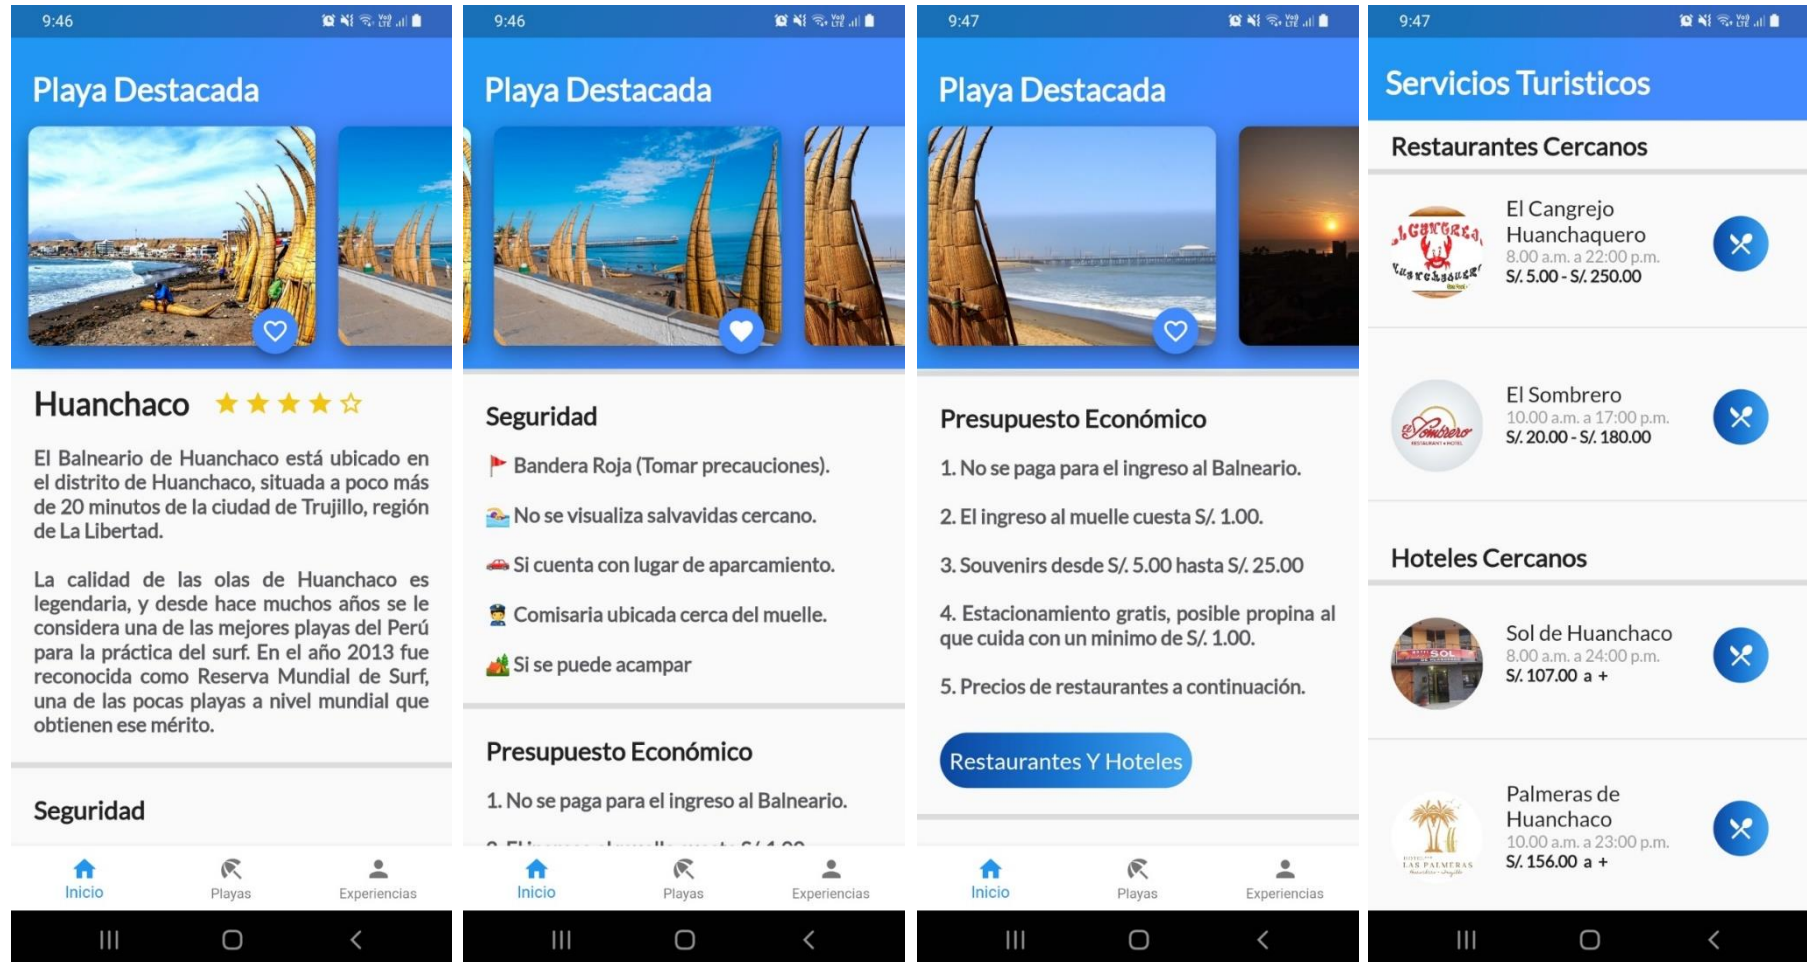 9:46
Playa Destacada
Huanchaco
El Balneario de Huanchaco está ubicado en
el distrito de Huanchaco, situada a poco más
de 20 minutos de la ciudad de Trujillo, región
de La Libertad.
La calidad de las olas de Huanchaco es
legendaria, y desde hace muchos años se le
considera una de las mejores playas del Perú
para la práctica del surf. En el año 2013 fue
reconocida como Reserva Mundial de Surf,
una de las pocas playas a nivel mundial que
obtienen ese mérito.
Seguridad
Inicio
Playas
Experiencias
9:46
Playa Destacada
Seguridad
Bandera Roja (Tomar precauciones).
No se visualiza salvavidas cercano.
Si cuenta con lugar de aparcamiento.
Comisaria ubicada cerca del muelle.
Si se puede acampar
Presupuesto Económico
1. No se paga para el ingreso al Balneario.
Inicio
Playas
Experiencias
9:47
Playa Destacada
Presupuesto Económico
1. No se paga para el ingreso al Balneario.
2. El ingreso al muelle cuesta S/. 1.00.
3. Souvenirs desde S/. 5.00 hasta S/. 25.00
4. Estacionamiento gratis, posible propina al
que cuida con un minimo de S/. 1.00.
5. Precios de restaurantes a continuación.
Restaurantes Y Hoteles
Inicio
Playas
Experiencias
9:47
Servicios Turisticos
Restaurantes Cercanos
El Cangrejo
Huanchaquero
8.00 a.m. a 22:00 p.m.
S/. 5.00 - S/. 250.00
El Sombrero
10.00 a.m. a 17:00 p.m.
S/. 20.00 - S/. 180.00
Hoteles Cercanos
SOL
Sol de Huanchaco
8.00 a.m. a 24:00 p.m.
S/. 107.00 a +
LAS PALMERAS
Palmeras de
Huanchaco
10.00 a.m. a 23:00 p.m.
S/. 156.00 a +